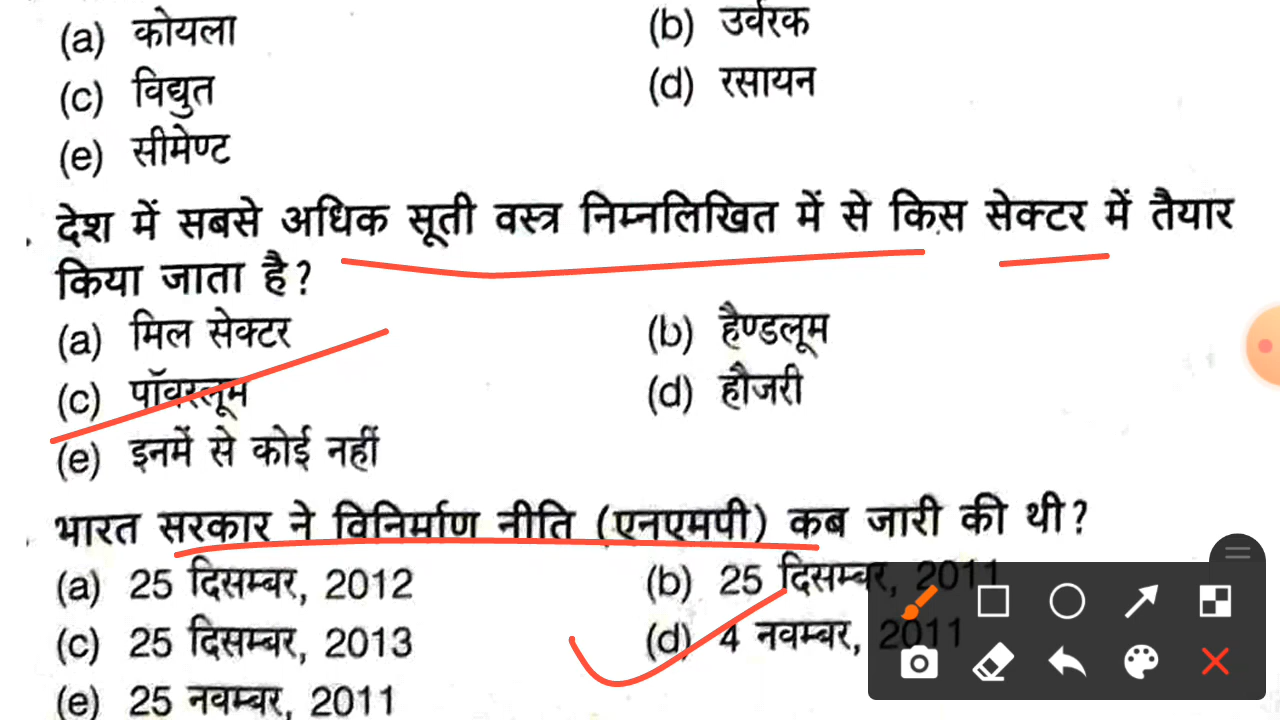 (a) कोयला (b) उर्वरक
(c) विद्युत (d) रसायन
(e) सीमेण्ट
देश में सबसे अधिक सूती वस्त्र निम्नलिखित में से किस सेक्टर में तैयार
किया जाता है?
(a) मिल सेक्टर (b) हैण्डलूम
(c) पॉवरलूम (d) हौजरी
(e) इनमें से कोई नहीं
भारत सरकार ने विनिर्माण नीति (एनएमपी) कब जारी की थी?
(a) 25 दिसम्बर, 2012 (b) 25 दिसम्बर, 2011
(c) 25 दिसम्बर, 2013 (d) 4 नवम्बर, 2011
(e) 25 नवम्बर, 2011